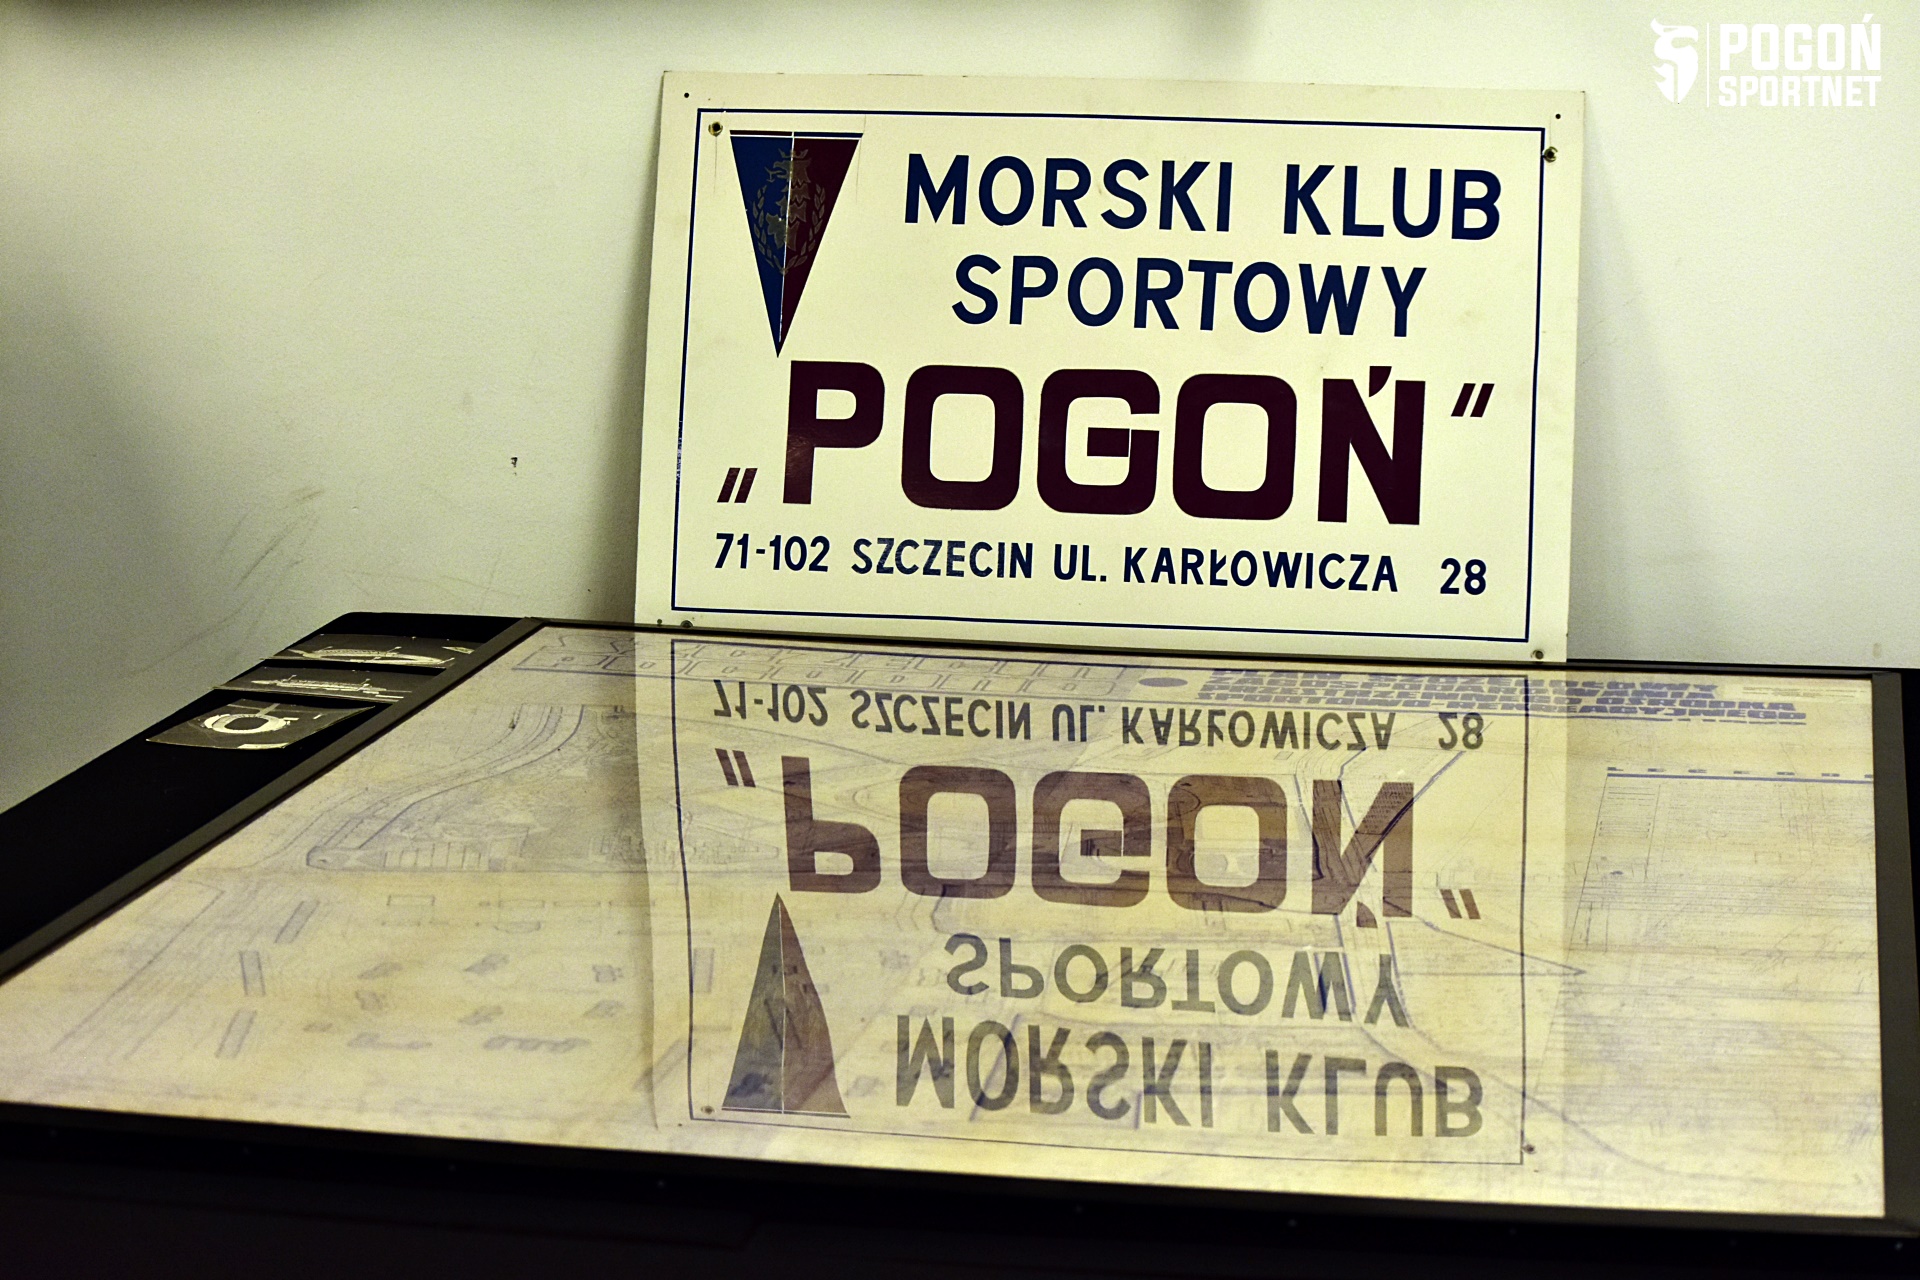 POGOŃ
SPORTNET
MORSKI KLUB
SPORTOWY
„POGOŃ“
71-102 SZCZECIN UL. KARŁOWICZA 28